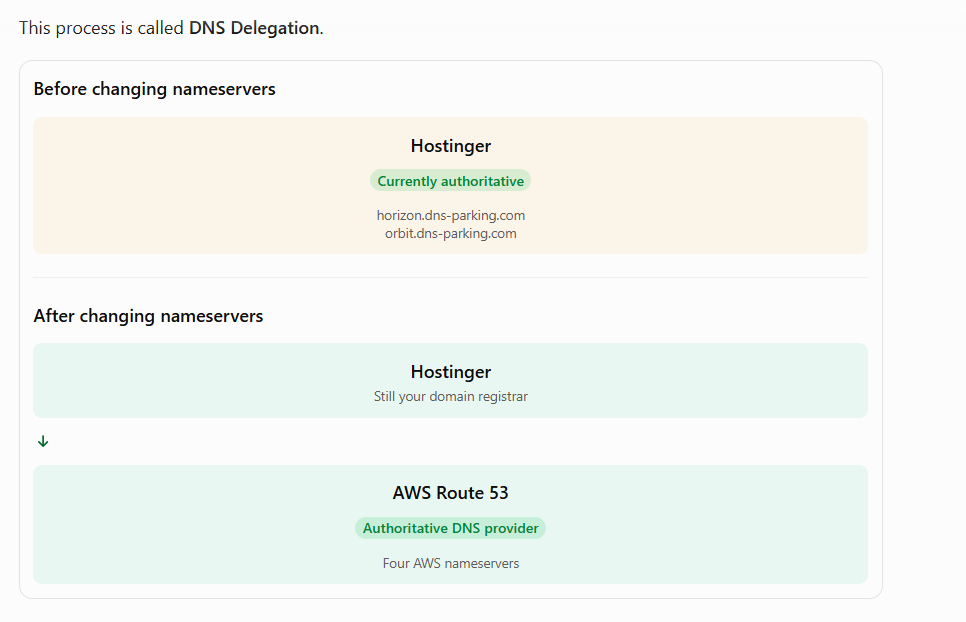 This process is called DNS Delegation.
Before changing nameservers
Hostinger
Currently authoritative
horizon.dns-parking.com
orbit.dns-parking.com
After changing nameservers
Hostinger
Still your domain registrar
↓
AWS Route 53
Authoritative DNS provider
Four AWS nameservers